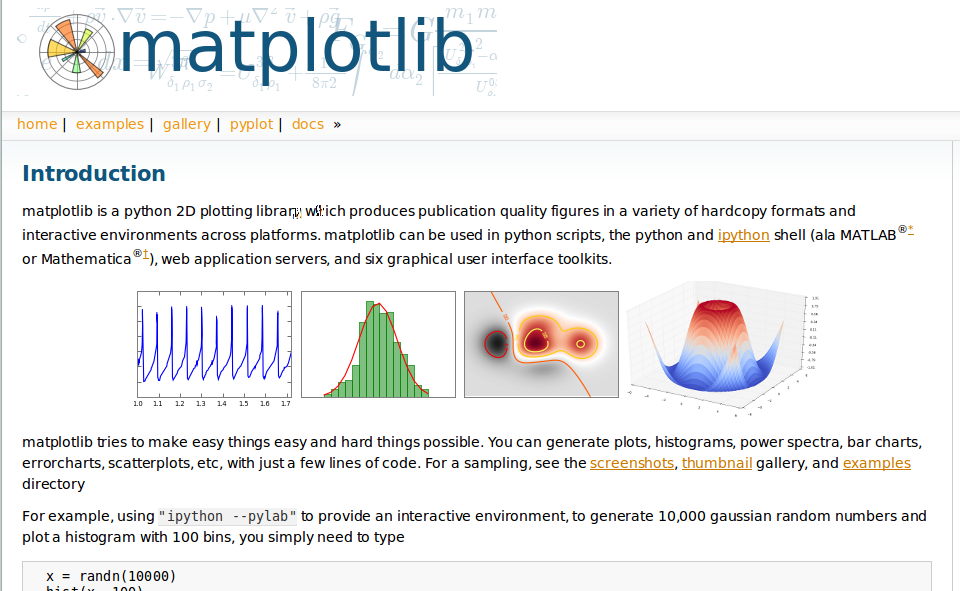 matplotlib
home | examples | gallery | pyplot | docs »
Introduction
matplotlib is a python 2D plotting library which produces publication quality figures in a variety of hardcopy formats and
interactive environments across platforms. matplotlib can be used in python scripts, the python and ipython shell (ala MATLAB®*
or Mathematica®†), web application servers, and six graphical user interface toolkits.
1.0 1.1 1.2 1.3 1.4 1.5 1.6 1.7
matplotlib tries to make easy things easy and hard things possible. You can generate plots, histograms, power spectra, bar charts,
errorcharts, scatterplots, etc, with just a few lines of code. For a sampling, see the screenshots, thumbnail gallery, and examples
directory
For example, using "ipython --pylab" to provide an interactive environment, to generate 10,000 gaussian random numbers and
plot a histogram with 100 bins, you simply need to type
x = randn(10000)
hist(x, 100)